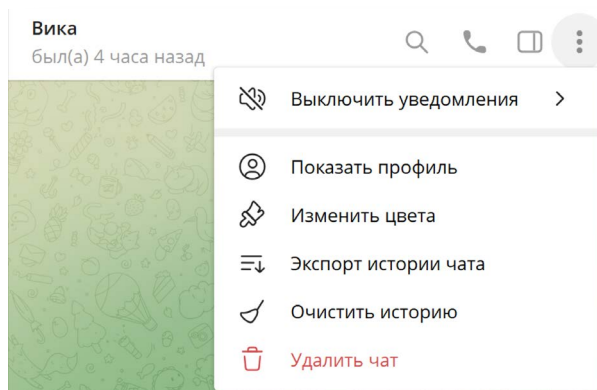 Вика
был(а) 4 часа назад
Выключить уведомления
Показать профиль
Изменить цвета
Экспорт истории чата
Очистить историю
Удалить чат